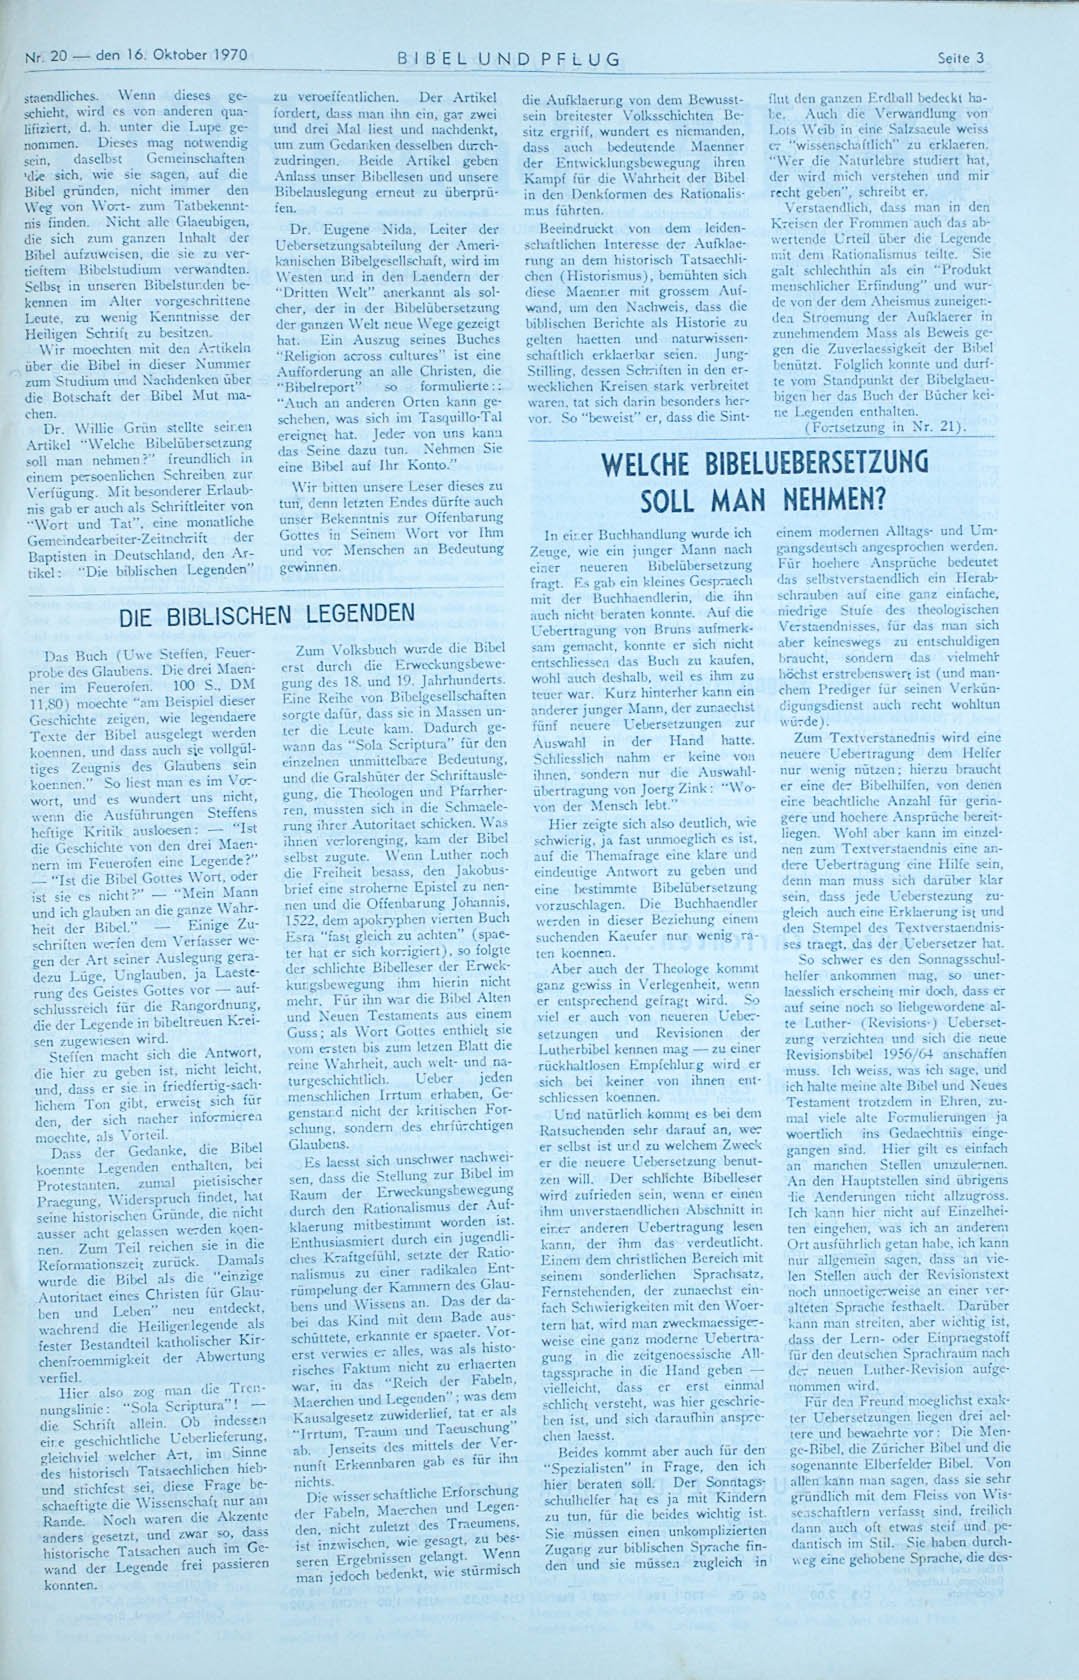 Nr. 20 — den 16. Oktober 1970
BIBEL UND PFLUG
Seite 3
staendliches. Wenn dieses ge-
schieht, wird es von anderen qua-
lifiziert, d. h. unter die Lupe ge-
nommen. Dieses mag notwendig
sein, daselbst Gemeinschaften
die sich, wie sie sagen, auf die
Bibel gründen, nicht immer den
Weg von Wort- zum Tatbekennt-
nis finden. Nicht alle Glaeubigen,
die sich zum ganzen Inhalt der
Bibel aufzuweisen, die sie zu ver-
tieftem Bibelstudium verwandten.
Selbst in unseren Bibelstunden be-
kennen im Alter vorgeschrittene
Leute, zu wenig Kenntnisse der
Heiligen Schrift zu besitzen.
Wir moechten mit den Artikeln
über die Bibel in dieser Nummer
zum Studium und Nachdenken über
die Botschaft der Bibel Mut ma-
chen.
Dr. Willie Grün stellte seinen
Artikel "Welche Bibelübersetzung
soll man nehmen?" freundlich in
einem persoenlichen Schreiben zur
Verfügung. Mit besonderer Erlaub-
nis gab er auch als Schriftleiter von
"Wort und Tat", eine monatliche
Gemeindearbeiter-Zeitschrift der
Baptisten in Deutschland, den Ar-
tikel: "Die biblischen Legenden"
zu veroeffentlichen. Der Artikel
fordert, dass man ihn ein, gar zwei
und drei Mal liest und nachdenkt,
um zum Gedanken desselben durch-
zudringen. Beide Artikel geben
Anlass unser Bibellesen und unsere
Bibelauslegung erneut zu überprü-
fen.
Dr. Eugene Nida, Leiter der
Uebersetzungsabteilung der Ameri-
kanischen Bibelgesellschaft, wird im
Westen und in den Laendern der
"Dritten Welt" anerkannt als sol-
cher, der in der Bibelübersetzung
der ganzen Welt neue Wege gezeigt
hat. Ein Auszug seines Buches
"Religion across cultures" ist eine
Aufforderung an alle Christen, die
"Bibelreport" so formulierte::
"Auch an anderen Orten kann ge-
schehen, was sich im Tasquillo-Tal
ereignet hat. Jeder von uns kann
das Seine dazu tun. Nehmen Sie
eine Bibel auf Ihr Konto."
Wir bitten unsere Leser dieses zu
tun, denn letzten Endes dürfte auch
unser Bekenntnis zur Offenbarung
Gottes in Seinem Wort vor Ihm
und vor Menschen an Bedeutung
gewinnen.
DIE BIBLISCHEN LEGENDEN
Das Buch (Uwe Steffen, Feuer-
probe des Glaubens. Die drei Maen-
ner im Feuerofen. 100 S., DM
11,80) moechte "am Beispiel dieser
Geschichte zeigen, wie legendaere
Texte der Bibel ausgelegt werden
koennen, und dass auch sie vollgül-
tiges Zeugnis des Glaubens sein
koennen." So liest man es im Vor-
wort, und es wundert uns nicht,
wenn die Ausführungen Steffens
heftige Kritik ausloesen: — "Ist
die Geschichte von den drei Maen-
nern im Feuerofen eine Legende?"
— "Ist die Bibel Gottes Wort, oder
ist sie es nicht?" — "Mein Mann
und ich glauben an die ganze Wahr-
heit der Bibel." — Einige Zu-
schriften werfen dem Verfasser we-
gen der Art seiner Auslegung gera-
dezu Lüge, Unglauben, ja Laeste-
rung des Geistes Gottes vor — auf-
schlussreich für die Rangordnung,
die der Legende in bibeltreuen Krei-
sen zugewiesen wird.
Steffen macht sich die Antwort,
die hier zu geben ist, nicht leicht,
und, dass er sie in friedfertig-sach-
lichem Ton gibt, erweist sich für
den, der sich nacher informieren
moechte, als Vorteil.
Dass der Gedanke, die Bibel
koennte Legenden enthalten, bei
Protestanten, zumal pietisischer
Praegung, Widerspruch findet, hat
seine historischen Gründe, die nicht
ausser acht gelassen werden koen-
nen. Zum Teil reichen sie in die
Reformationszeit zurück. Damals
wurde die Bibel als die "einzige
Autoritaet eines Christen für Glau-
ben und Leben" neu entdeckt,
waehrend die Heiligenlegende als
fester Bestandteil katholischer Kir-
chenfroemmigkeit der Abwertung
verfiel.
Hier also zog man die Tren-
nungslinie: "Sola Scriptura"! —
die Schrift allein. Ob indessen
eine geschichtliche Ueberlieferung,
gleichviel welcher Art, im Sinne
des historisch Tatsaechlichen hieb-
und stichfest sei, diese Frage be-
schaeftigte die Wissenschaft nur am
Rande. Noch waren die Akzente
anders gesetzt, und zwar so, dass
historische Tatsachen auch im Ge-
wand der Legende frei passieren
konnten.
Zum Volksbuch wurde die Bibel
erst durch die Erweckungsbewe-
gung des 18. und 19. Jahrhunderts.
Eine Reihe von Bibelgesellschaften
sorgte dafür, dass sie in Massen un-
ter die Leute kam. Dadurch ge-
wann das "Sola Scriptura" für den
einzelnen unmittelbare Bedeutung,
und die Gralshüter der Schriftausle-
gung, die Theologen und Pfarrher-
ren, mussten sich in die Schmaele-
rung ihrer Autoritaet schicken. Was
ihnen verlorenging, kam der Bibel
selbst zugute. Wenn Luther noch
die Freiheit besass, den Jakobus-
brief eine stroherne Epistel zu nen-
nen und die Offenbarung Johannis,
1522, dem apokryphen vierten Buch
Esra "fast gleich zu achten" (spae-
ter hat er sich korrigiert), so folgte
der schlichte Bibelleser der Erwek-
kungsbewegung ihm hierin nicht
mehr. Für ihn war die Bibel Alten
und Neuen Testaments aus einem
Guss; als Wort Gottes enthielt sie
vom ersten bis zum letzen Blatt die
reine Wahrheit, auch welt- und na-
turgeschichtlich. Ueber jeden
menschlichen Irrtum erhaben, Ge-
genstand nicht der kritischen For-
schung, sondern des ehrfürchtigen
Glaubens.
Es laesst sich unschwer nachwei-
sen, dass die Stellung zur Bibel im
Raum der Erweckungsbewegung
durch den Rationalismus der Auf-
klaerung mitbestimmt worden ist.
Enthusiasmiert durch ein jugendli-
ches Kraftgefühl, setzte der Ratio-
nalismus zu einer radikalen Ent-
rümpelung der Kammern des Glau-
bens und Wissens an. Das der da-
bei das Kind mit dem Bade aus-
schüttete, erkannte er spaeter. Vor-
erst verwies er alles, was als histo-
risches Faktum nicht zu erhaerten
war, in das "Reich der Fabeln,
Maerchen und Legenden"; was dem
Kausalgesetz zuwiderlief, tat er als
"Irrtum, Traum und Taeuschung"
ab. Jenseits des mittels der Ver-
nunft Erkennbaren gab es für ihn
nichts.
Die wissenschaftliche Erforschung
der Fabeln, Maerchen und Legen-
den, nicht zuletzt des Traeumens,
ist inzwischen, wie gesagt, zu bes-
seren Ergebnissen gelangt. Wenn
man jedoch bedenkt, wie stürmisch
die Aufklaerung von dem Bewusst-
sein breitester Volksschichten Be-
sitz ergriff, wundert es niemanden,
dass auch bedeutende Maenner
der Entwicklungsbewegung ihren
Kampf für die Wahrheit der Bibel
in den Denkformen des Rationalis-
mus führten.
Beeindruckt von dem leiden-
schaftlichen Interesse der Aufklae-
rung an dem historisch Tatsaechli-
chen (Historismus), bemühten sich
diese Maenner mit grossem Auf-
wand, um den Nachweis, dass die
biblischen Berichte als Historie zu
gelten haetten und naturwissen-
schaftlich erklaerbar seien. Jung-
Stilling, dessen Schriften in den er-
wecklichen Kreisen stark verbreitet
waren, tat sich darin besonders her-
vor. So "beweist" er, dass die Sint-
flut den ganzen Erdball bedeckt ha-
be. Auch die Verwandlung von
Lots Weib in eine Salzsaeule weiss
er "wissenschaftlich" zu erklaeren.
"Wer die Naturlehre studiert hat,
der wird mich verstehen und mir
recht geben", schreibt er.
Verstaendlich, dass man in den
Kreisen der Frommen auch das ab-
wertende Urteil über die Legende
mit dem Rationalismus teilte. Sie
galt schlechthin als ein "Produkt
menschlicher Erfindung" und wur-
de von der dem Aheismus zuneigen-
den Stroemung der Aufklaerer in
zunehmendem Mass als Beweis ge-
gen die Zuverlaessigkeit der Bibel
benützt. Folglich konnte und durf-
te vom Standpunkt der Bibelglaeu-
bigen her das Buch der Bücher kei-
ne Legenden enthalten.
(Fortsetzung in Nr. 21).
WELCHE BIBELUEBERSETZUNG
SOLL MAN NEHMEN?
In einer Buchhandlung wurde ich
Zeuge, wie ein junger Mann nach
einer neueren Bibelübersetzung
fragt. Es gab ein kleines Gespraech
mit der Buchhaendlerin, die ihn
auch nicht beraten konnte. Auf die
Uebertragung von Bruns aufmerk-
sam gemacht, konnte er sich nicht
entschliessen das Buch zu kaufen,
wohl auch deshalb, weil es ihm zu
teuer war. Kurz hinterher kann ein
anderer junger Mann, der zunaechst
fünf neuere Uebersetzungen zur
Auswahl in der Hand hatte.
Schliesslich nahm er keine von
ihnen, sondern nur die Auswahl-
übertragung von Joerg Zink: "Wo-
von der Mensch lebt."
Hier zeigte sich also deutlich, wie
schwierig, ja fast unmoeglich es ist,
auf die Themafrage eine klare und
eindeutige Antwort zu geben und
eine bestimmte Bibelübersetzung
vorzuschlagen. Die Buchhaendler
werden in dieser Beziehung einem
suchenden Kaeufer nur wenig ra-
ten koennen.
Aber auch der Theologe kommt
ganz gewiss in Verlegenheit, wenn
er entsprechend gefragt wird. So
viel er auch von neueren Ueber-
setzungen und Revisionen der
Lutherbibel kennen mag — zu einer
rückhaltlosen Empfehlung wird er
sich bei keiner von ihnen ent-
schliessen koennen.
Und natürlich kommt es bei dem
Ratsuchenden sehr darauf an, wer
er selbst ist und zu welchem Zweck
er die neuere Uebersetzung benut-
zen will. Der schlichte Bibelleser
wird zufrieden sein, wenn er einen
ihm unverstaendlichen Abschnitt in
einer anderen Uebertragung lesen
kann, der ihm das verdeutlicht.
Einem dem christlichen Bereich mit
seinem sonderlichen Sprachsatz,
Fernstehenden, der zunaechst ein-
fach Schwierigkeiten mit den Woer-
tern hat, wird man zweckmaessiger-
weise eine ganz moderne Uebertra-
gung in die zeitgenoessische All-
tagssprache in die Hand geben —
vielleicht, dass er erst einmal
schlicht versteht, was hier geschrie-
ben ist, und sich daraufhin anspre-
chen laesst.
Beides kommt aber auch für den
"Spezialisten" in Frage, den ich
hier beraten soll. Der Sonntags-
schulhelfer hat es ja mit Kindern
zu tun, für die beides wichtig ist.
Sie müssen einen unkomplizierten
Zugang zur biblischen Sprache fin-
den und sie müssen zugleich in
einem modernen Alltags- und Um-
gangsdeutsch angesprochen werden.
Für hoehere Ansprüche bedeutet
das selbstverstaendlich ein Herab-
schrauben auf eine ganz einfache,
niedrige Stufe des theologischen
Verstaendnisses, für das man sich
aber keineswegs zu entschuldigen
braucht, sondern das vielmehr
höchst erstrebenswert ist (und man-
chem Prediger für seinen Verkün-
digungsdienst auch recht wohltun
würde).
Zum Textverstanednis wird eine
neuere Uebertragung dem Helfer
nur wenig nützen; hierzu braucht
er eine der Bibelhilfen, von denen
eine beachtliche Anzahl für gerin-
gere und hochere Ansprüche bereit-
liegen. Wohl aber kann im einzel-
nen zum Textverstaendnis eine an-
dere Uebertragung eine Hilfe sein,
denn man muss sich darüber klar
sein, dass jede Ueberstezung zu-
gleich auch eine Erklaerung ist und
den Stempel des Textverstaendnis-
ses traegt, das der Uebersetzer hat.
So schwer es den Sonnagsschul-
helfer ankommen mag, so uner-
laesslich erscheint mir doch, dass er
auf seine noch so liebgewordene al-
te Luther- (Revisions-) Ueberset-
zung verzichten und sich die neue
Revisionsbibel 1956/64 anschaffen
muss. Ich weiss, was ich sage, und
ich halte meine alte Bibel und Neues
Testament trotzdem in Ehren, zu-
mal viele alte Formulierungen ja
woertlich ins Gedaechtnis einge-
gangen sind. Hier gilt es einfach
an manchen Stellen umzulernen.
An den Hauptstellen sind übrigens
die Aenderungen nicht allzugross.
Ich kann hier nicht auf Einzelhei-
ten eingehen, was ich an anderem
Ort ausführlich getan habe, ich kann
nur allgemein sagen, dass an vie-
len Stellen auch der Revisionstext
noch unnoetigerweise an einer ver-
alteten Sprache festhaelt. Darüber
kann man streiten, aber wichtig ist,
dass der Lern- oder Einpraegstoff
für den deutschen Sprachraum nach
der neuen Luther-Revision aufge-
nommen wird.
Für den Freund moeglichst exak-
ter Uebersetzungen liegen drei ael-
tere und bewaehrte vor: Die Men-
ge-Bibel, die Züricher Bibel und die
sogenannte Elberfelder Bibel. Von
allen kann man sagen, dass sie sehr
gründlich mit dem Fleiss von Wis-
senschaftlern verfasst sind, freilich
dann auch oft etwas steif und pe-
dantisch im Stil. Sie haben durch-
weg eine gehobene Sprache, die des-